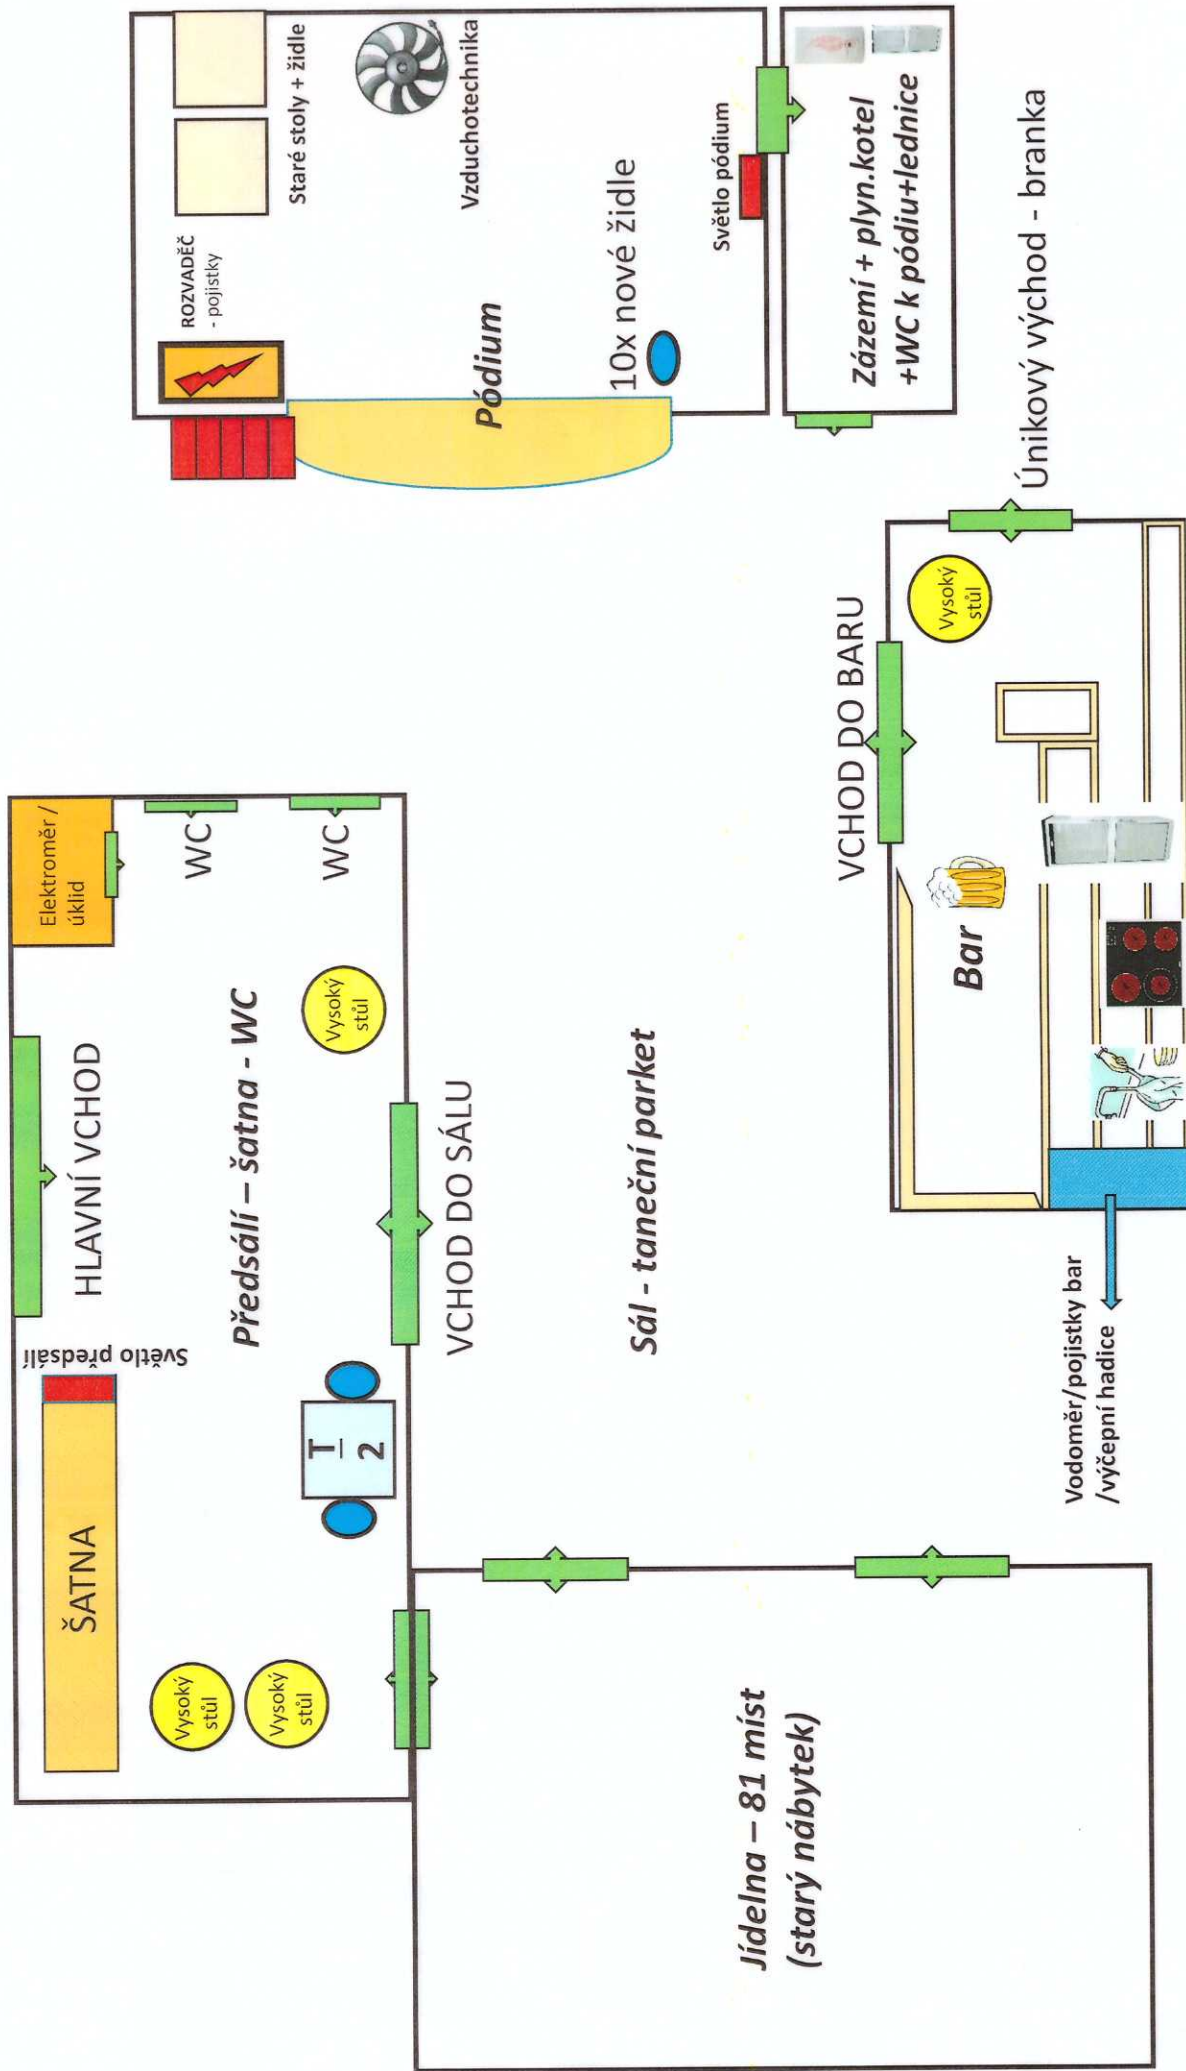 HLAVNÍ VCHOD
Elektroměr /
úklid
ŠATNA
Světlo předsálí
WC
WC
Předsálí – šatna - WC
Vysoký
stůl
Vysoký
stůl
Vysoký
stůl
T
2
VCHOD DO SÁLU
ROZVADĚČ
- pojistky
Staré stoly + židle
Vzduchotechnika
Pódium
10x nové židle
Světlo pódium
Sál - taneční parket
Jídelna – 81 míst
(starý nábytek)
VCHOD DO BARU
Zázemí + plyn.kotel
+WC k pódiu+lednice
Vysoký
stůl
Bar
Únikový východ - branka
Vodoměr/pojistky bar
/výčepní hadice